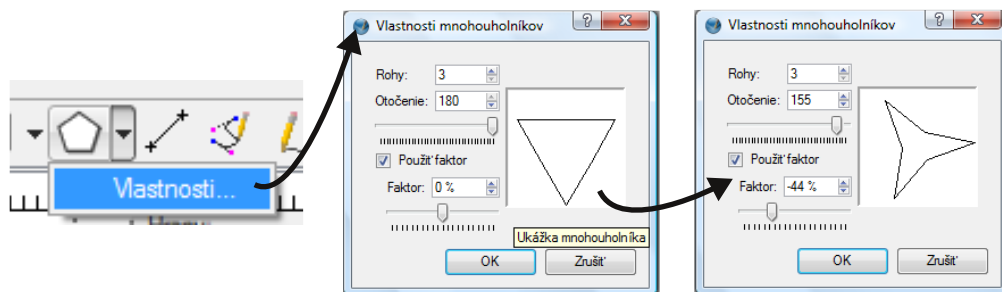 Vlastnosti...
Vlastnosti mnohouholníkov
Rohy: 3
Otočenie: 180
Použiť faktor
Faktor: 0 %
Ukážka mnohouholníka
OK Zrušiť
Vlastnosti mnohouholníkov
Rohy: 3
Otočenie: 155
Použiť faktor
Faktor: -44 %
OK Zrušiť